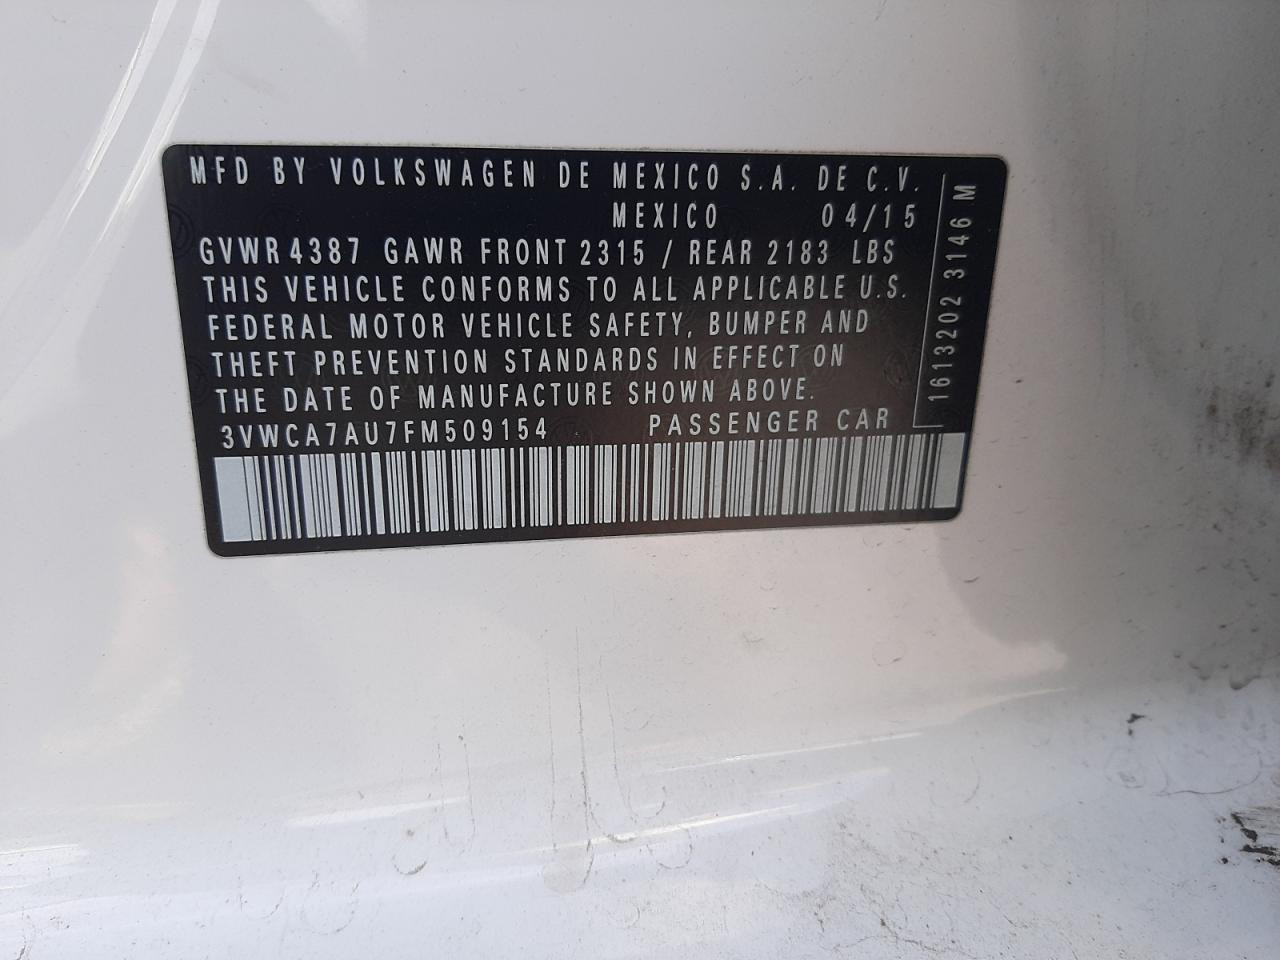 MFD BY VOLKSWAGEN DE MEXICO S.A. DE C.V.
MEXICO 04/15
GVWR 4387 GAWR FRONT 2315 / REAR 2183 LBS
THIS VEHICLE CONFORMS TO ALL APPLICABLE U.S.
FEDERAL MOTOR VEHICLE SAFETY, BUMPER AND
THEFT PREVENTION STANDARDS IN EFFECT ON
THE DATE OF MANUFACTURE SHOWN ABOVE.
3VWCA7AU7FM509154 PASSENGER CAR
1613202 3146 M